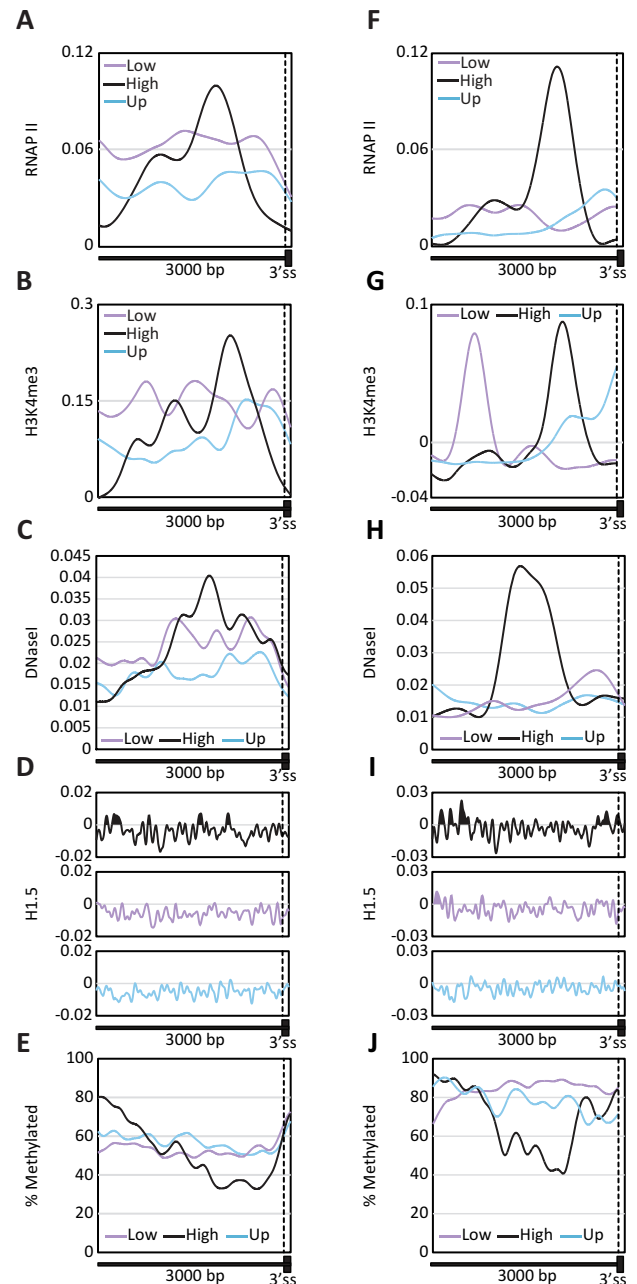 A
RNAP II
0.12
0.06
0
Low
High
Up
3000 bp
3'ss
B
H3K4me3
0.3
0.15
0
Low
High
Up
3000 bp
3'ss
C
DNaseI
0.045
0.04
0.035
0.03
0.025
0.02
0.015
0.01
0.005
0
Low High Up
3000 bp
3'ss
D
H1.5
0.02
0
-0.02
0.02
0
-0.02
0.02
0
-0.02
3000 bp
3'ss
E
% Methylated
100
80
60
40
20
0
Low High Up
3000 bp
3'ss
F
RNAP II
0.12
0.06
0
Low
High
Up
3000 bp
3'ss
G
H3K4me3
0.1
0
-0.04
Low High Up
3000 bp
3'ss
H
DNaseI
0.06
0.05
0.04
0.03
0.02
0.01
0
Low High Up
3000 bp
3'ss
I
H1.5
0.03
0
-0.03
0.03
0
-0.03
0.03
0
-0.03
3000 bp
3'ss
J
% Methylated
100
80
60
40
20
0
Low High Up
3000 bp
3'ss